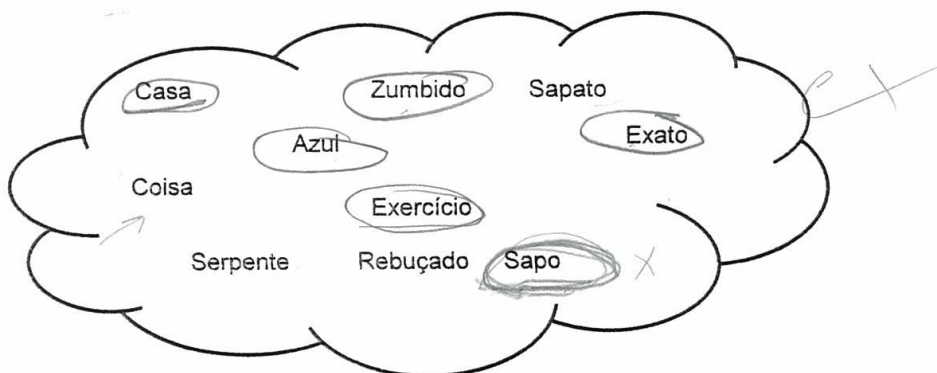 Casa Zumbido Sapato
Azul Exato
Coisa
Exercício
Serpente Rebuçado Sapo